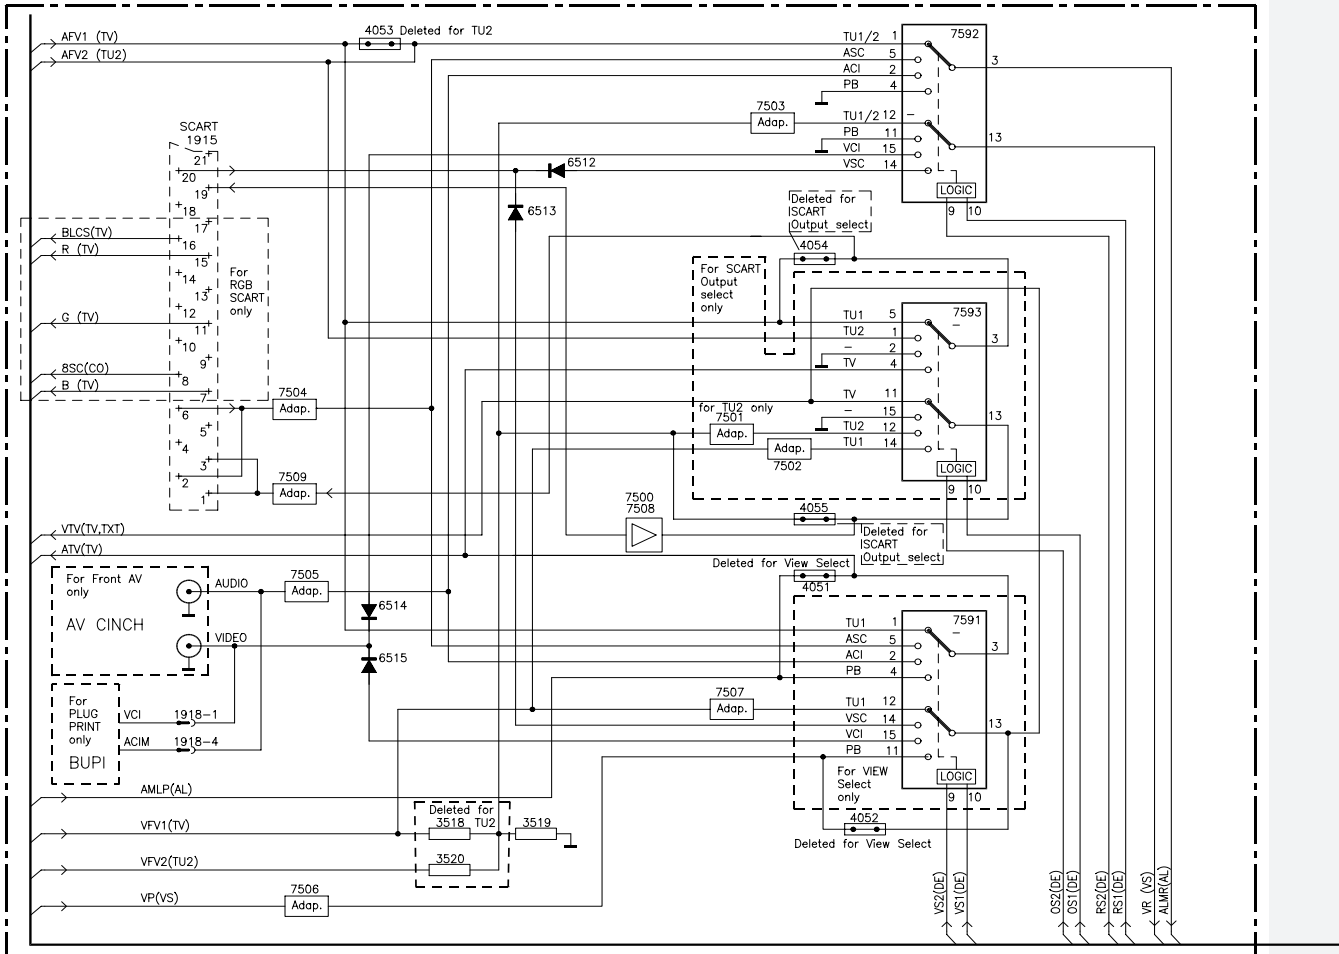 AFV1 (TV)
4053 Deleted for TU2
AFV2 (TU2)
TU1/2 1
ASC 5
ACI 2
PB 4
7592
3
7503
Adap.
TU1/2 12 -
PB 11
VCI 15
VSC 14
13
LOGIC
9 10
SCART
1915
21
20
19
18
17
16
15
14
13
12
11
10
9
8
7
6
5
4
3
2
1
6512
6513
BLCS(TV)
R (TV)
G (TV)
8SC(CO)
B (TV)
For
RGB
SCART
only
Deleted for
SCART
Output select)
4054
For SCART
Output
select
only
TU1 5
TU2 1
- 2
TV 4
7593
-
3
TV 11
- 15
TU2 12
TU1 14
13
LOGIC
9 10
for TU2 only
7501
Adap.
Adap.
7502
7504
Adap.
7509
Adap.
7500
7508
4055
Deleted for
SCART
Output select)
VTV(TV,TXT)
ATV(TV)
For Front AV
only
AUDIO
AV CINCH
VIDEO
7505
Adap.
6514
6515
Deleted for View Select
4051
TU1 1
ASC 5
ACI 2
PB 4
7591
-
3
7507
Adap.
TU1 12
VSC 14
VCI 15
PB 11
13
LOGIC
9 10
For VIEW
Select
only
4052
Deleted for View Select
For
PLUG
PRINT
only
BUPI
VCI 1918-1
ACIM 1918-4
AMLP(AL)
VFV1(TV)
VFV2(TU2)
VP(VS)
Deleted for
TU2
3518
3519
3520
7506
Adap.
VS2(DE)
VS1(DE)
OS2(DE)
OS1(DE)
RS2(DE)
RS1(DE)
VR (VS)
ALMR(AL)